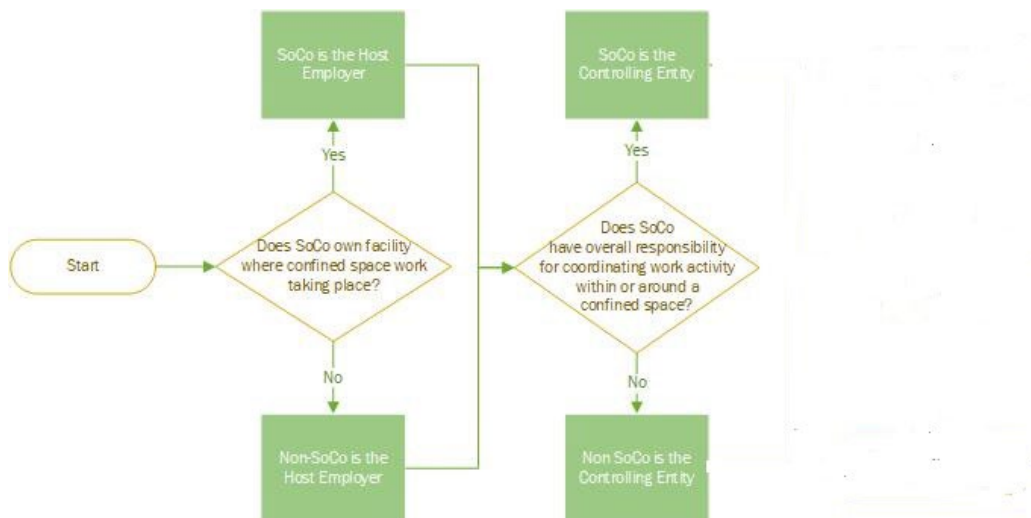 SoCo is the Host
Employer
SoCo is the
Controlling Entity
Yes
Yes
Start
Does SoCo own facility
where confined space work
taking place?
Does SoCo
have overall responsibility
for coordinating work activity
within or around a
confined space?
No
No
Non-SoCo is the
Host Employer
Non SoCo is the
Controlling Entity